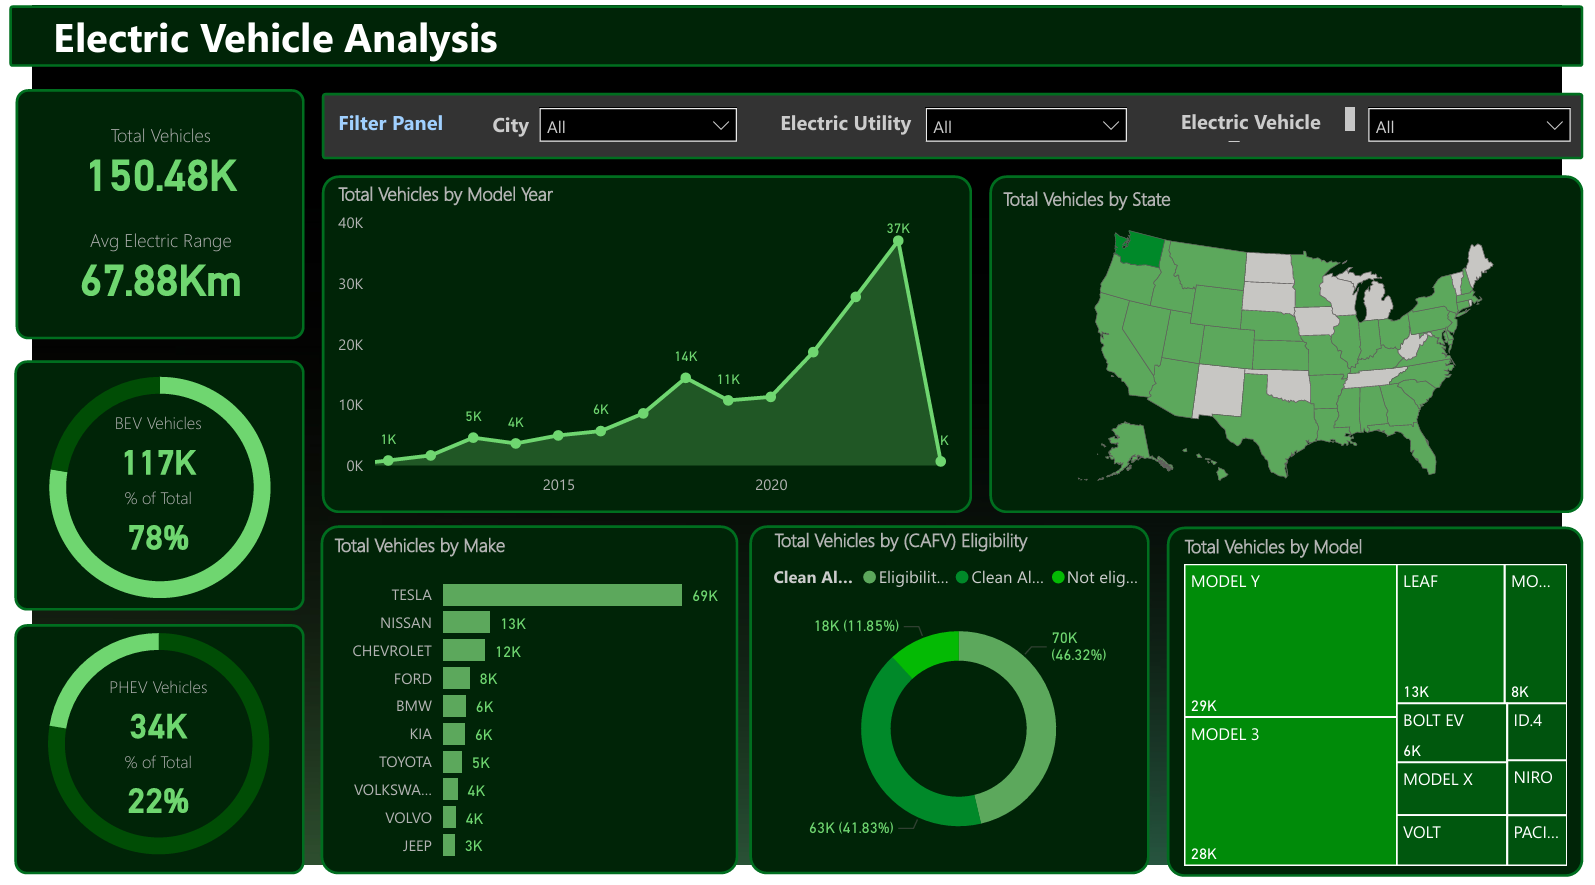 Electric Vehicle Analysis
Total Vehicles
150.48K
Avg Electric Range
67.88Km
Filter Panel
City
All
Electric Utility
All
Electric Vehicle
All
BEV Vehicles
117K
% of Total
78%
PHEV Vehicles
34K
% of Total
22%
Total Vehicles by Model Year
40K
30K
20K
10K
0K
1K
5K
4K
6K
14K
11K
37K
K
2015
2020
Total Vehicles by State
Total Vehicles by Make
TESLA 69K
NISSAN 13K
CHEVROLET 12K
FORD 8K
BMW 6K
KIA 6K
TOYOTA 5K
VOLKSWA... 4K
VOLVO 4K
JEEP 3K
Total Vehicles by (CAFV) Eligibility
Clean Al... Eligibilit... Clean Al... Not elig...
18K (11.85%)
70K
(46.32%)
63K (41.83%)
Total Vehicles by Model
MODEL Y
29K
MODEL 3
28K
LEAF
13K
MO...
8K
BOLT EV
6K
ID.4
MODEL X
NIRO
VOLT
PACI...